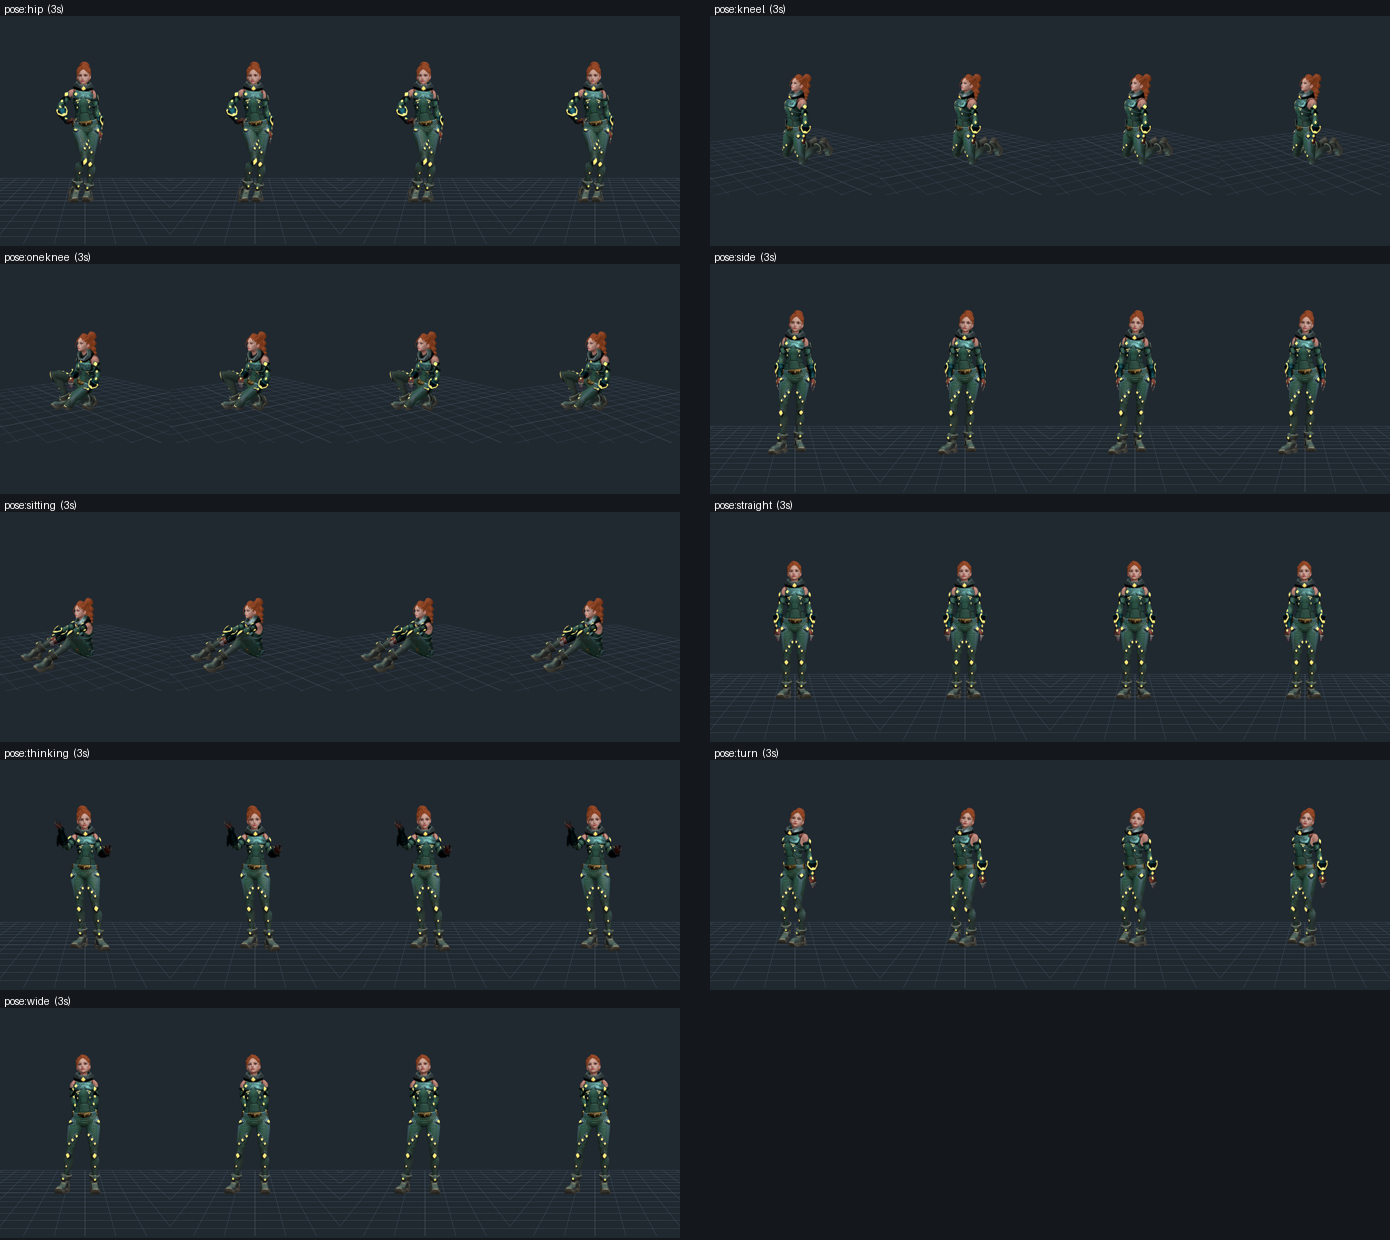 pose:hip (3s)
pose:kneel (3s)
pose:oneknee (3s)
pose:side (3s)
pose:sitting (3s)
pose:straight (3s)
pose:thinking (3s)
pose:turn (3s)
pose:wide (3s)